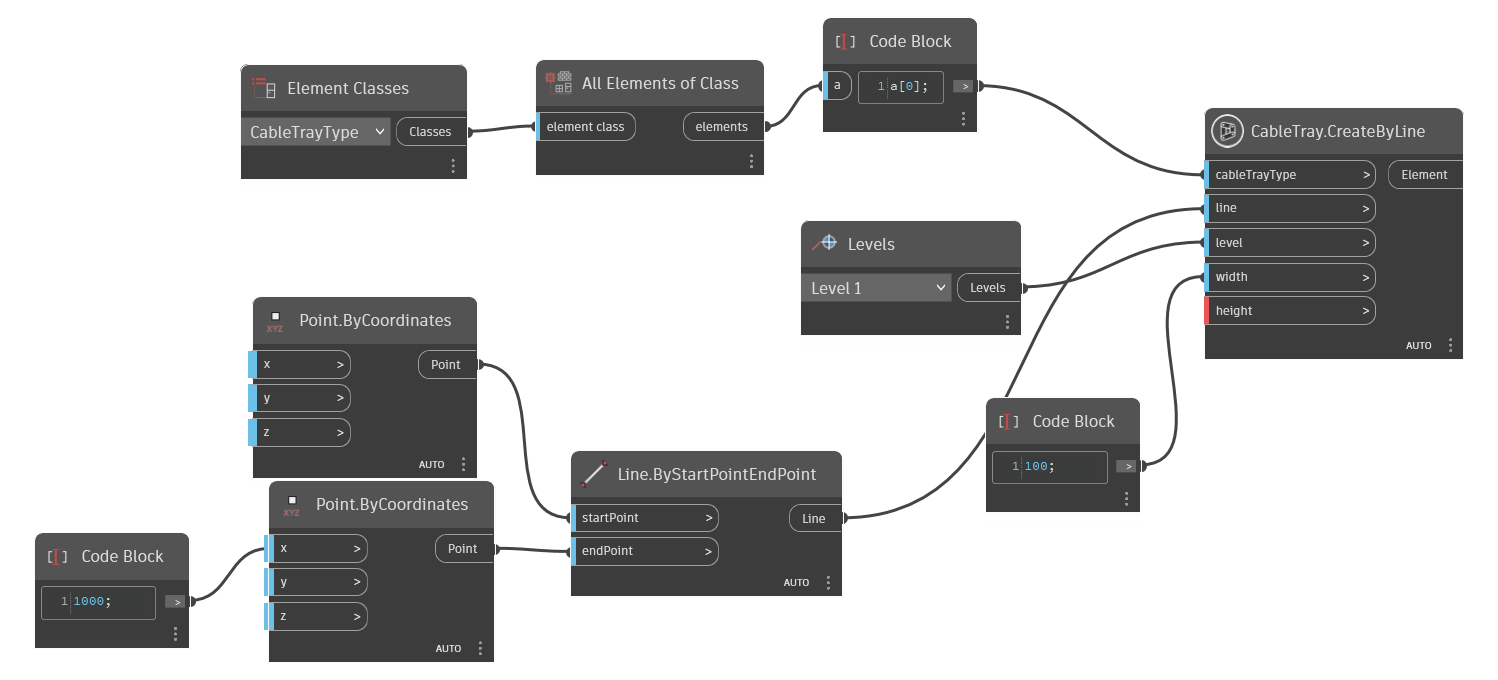 Element Classes
CableTrayType
Classes
All Elements of Class
element class
elements
[I] Code Block
a
1 a[0];
>
CableTray.CreateByLine
cableTrayType >
Element
line >
level >
width >
height >
AUTO
Levels
Level 1
Levels
XYZ
Point.ByCoordinates
x >
Point
y >
z >
AUTO
[I] Code Block
1 100;
>
Line.ByStartPointEndPoint
startPoint >
Line
endPoint >
AUTO
XYZ
Point.ByCoordinates
x >
Point
y >
z >
AUTO
[I] Code Block
1 1000;
>